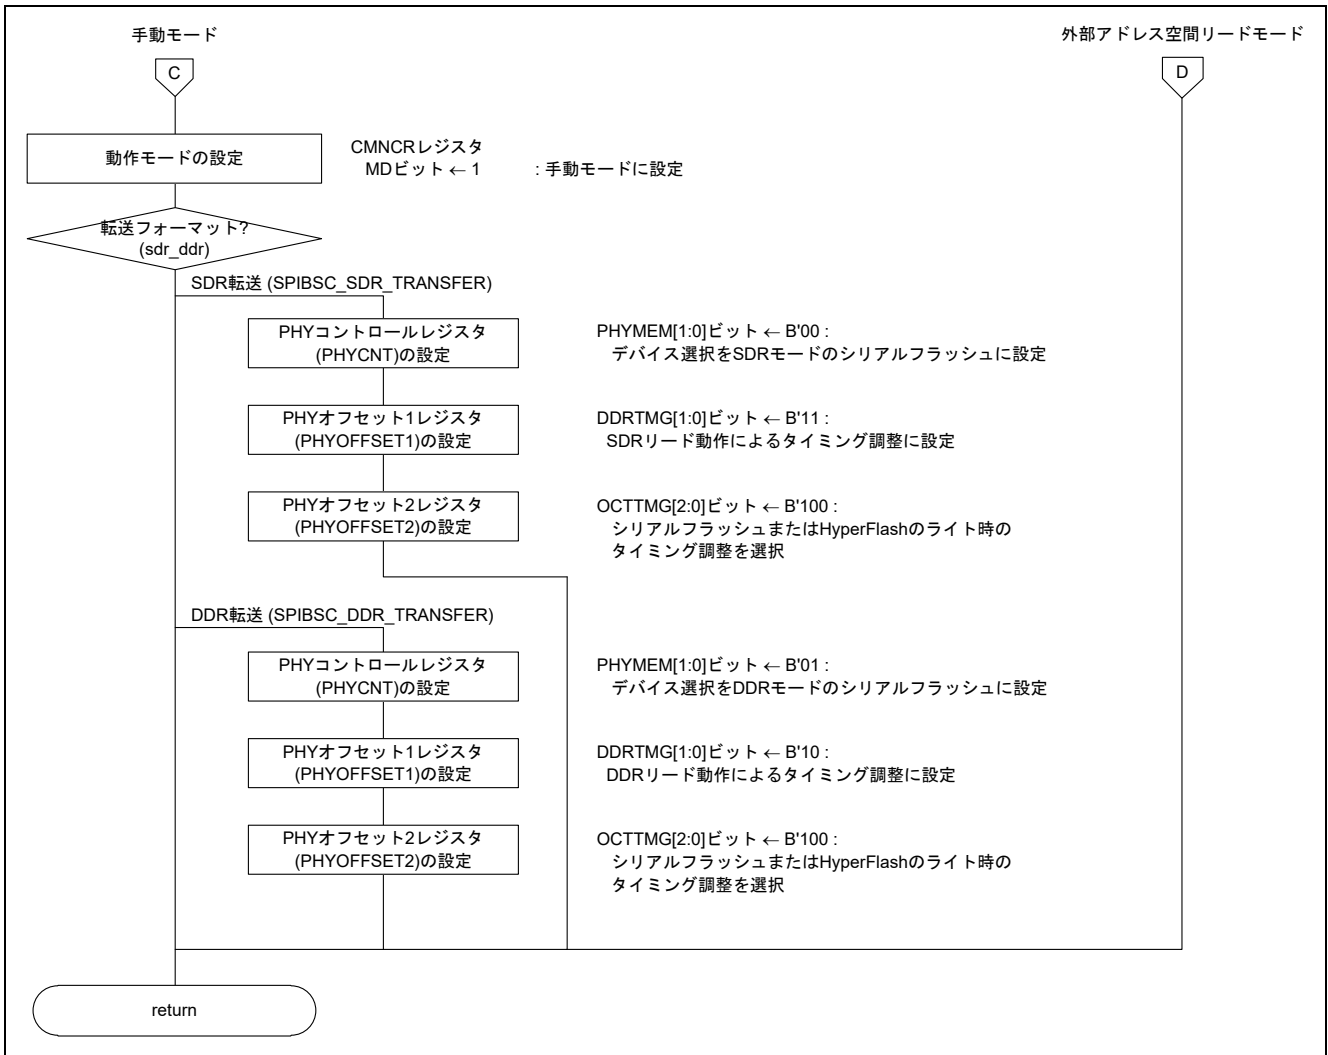 手動モード
外部アドレス空間リードモード
C
D
動作モードの設定
CMNCRレジスタ
MDビット ← 1 : 手動モードに設定
転送フォーマット?
(sdr_ddr)
SDR転送 (SPIBSC_SDR_TRANSFER)
PHYコントロールレジスタ
(PHYCNT)の設定
PHYMEM[1:0]ビット ← B'00 :
デバイス選択をSDRモードのシリアルフラッシュに設定
PHYオフセット1レジスタ
(PHYOFFSET1)の設定
DDRTMG[1:0]ビット ← B'11 :
SDRリード動作によるタイミング調整に設定
PHYオフセット2レジスタ
(PHYOFFSET2)の設定
OCTTMG[2:0]ビット ← B'100 :
シリアルフラッシュまたはHyperFlashのライト時の
タイミング調整を選択
DDR転送 (SPIBSC_DDR_TRANSFER)
PHYコントロールレジスタ
(PHYCNT)の設定
PHYMEM[1:0]ビット ← B'01 :
デバイス選択をDDRモードのシリアルフラッシュに設定
PHYオフセット1レジスタ
(PHYOFFSET1)の設定
DDRTMG[1:0]ビット ← B'10 :
DDRリード動作によるタイミング調整に設定
PHYオフセット2レジスタ
(PHYOFFSET2)の設定
OCTTMG[2:0]ビット ← B'100 :
シリアルフラッシュまたはHyperFlashのライト時の
タイミング調整を選択
return